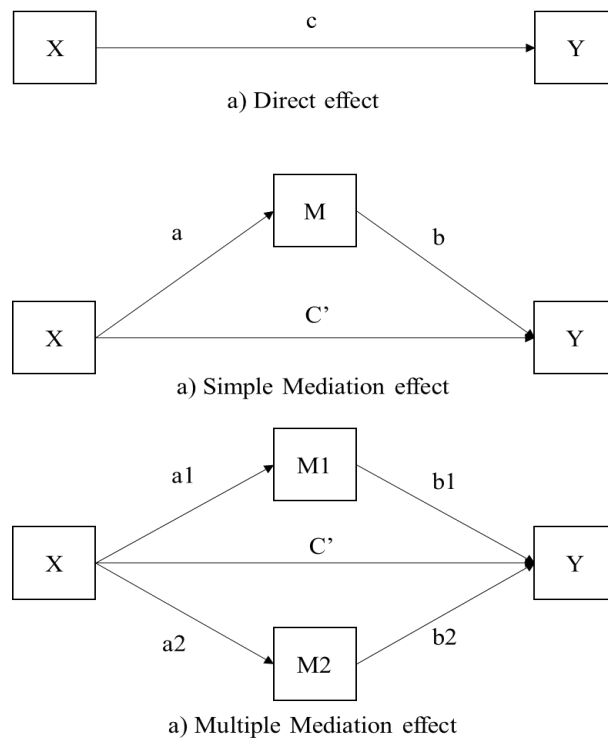 c
X
Y
a) Direct effect
M
a
b
X
C’
Y
a) Simple Mediation effect
M1
a1
b1
X
C’
Y
a2
M2
b2
a) Multiple Mediation effect